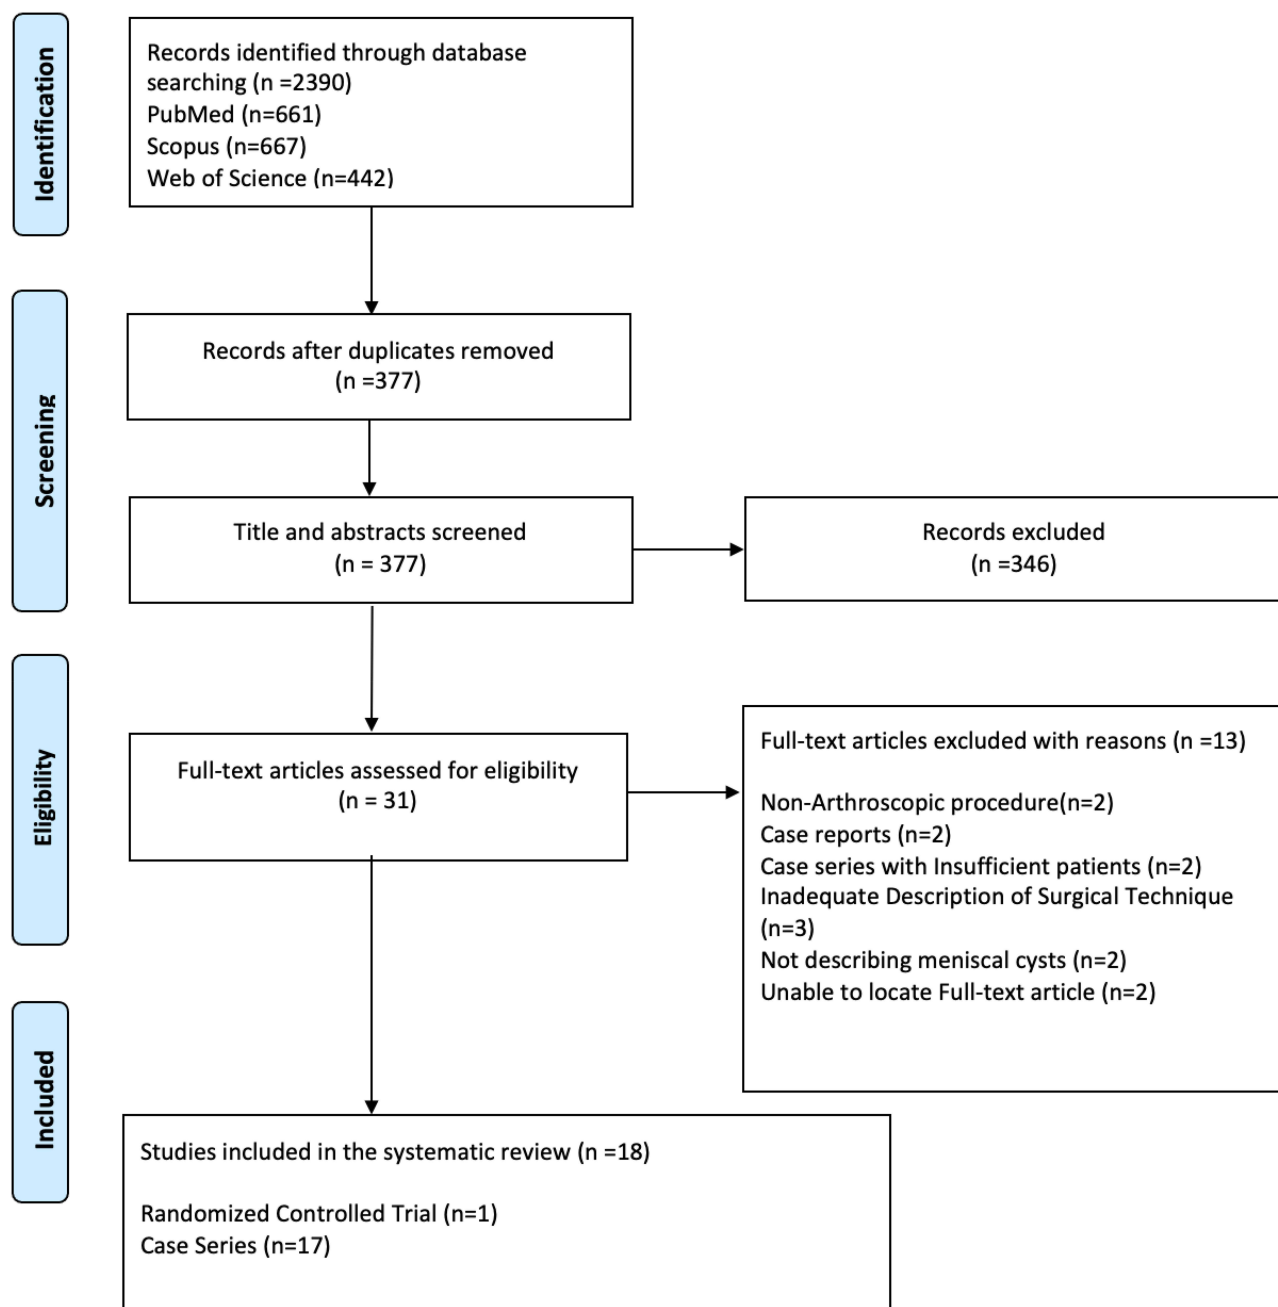 Identification
Records identified through database
searching (n =2390)
PubMed (n=661)
Scopus (n=667)
Web of Science (n=442)
Screening
Records after duplicates removed
(n =377)
Title and abstracts screened
(n = 377)
Records excluded
(n =346)
Eligibility
Full-text articles assessed for eligibility
(n = 31)
Full-text articles excluded with reasons (n =13)
Non-Arthroscopic procedure(n=2)
Case reports (n=2)
Case series with Insufficient patients (n=2)
Inadequate Description of Surgical Technique
(n=3)
Not describing meniscal cysts (n=2)
Unable to locate Full-text article (n=2)
Included
Studies included in the systematic review (n =18)
Randomized Controlled Trial (n=1)
Case Series (n=17)